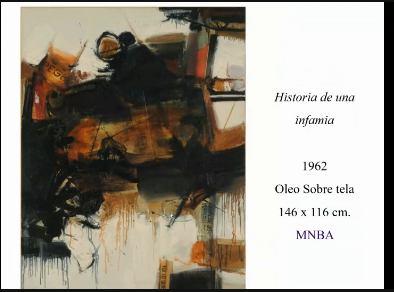 Historia de una
infamia
1962
Oleo Sobre tela
146 x 116 cm.
MNBA